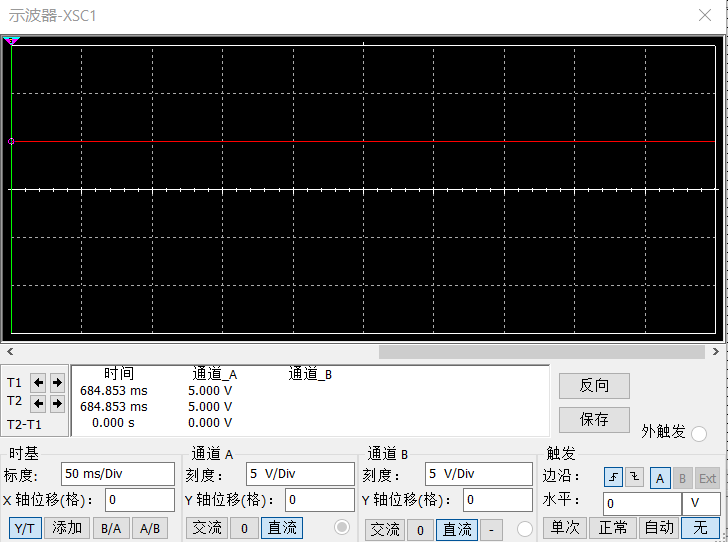 示波器-XSC1
时间 通道_A 通道_B
T1 684.853 ms 5.000 V
T2 684.853 ms 5.000 V
T2-T1 0.000 s 0.000 V
反向
保存
外触发
时基 通道 A 通道 B 触发
标度: 50 ms/Div 刻度: 5 V/Div 刻度: 5 V/Div 边沿: A B Ext
X 轴位移(格): 0 Y 轴位移(格): 0 Y 轴位移(格): 0 水平: 0 V
Y/T 添加 B/A A/B 交流 0 直流 交流 0 直流 - 单次 正常 自动 无